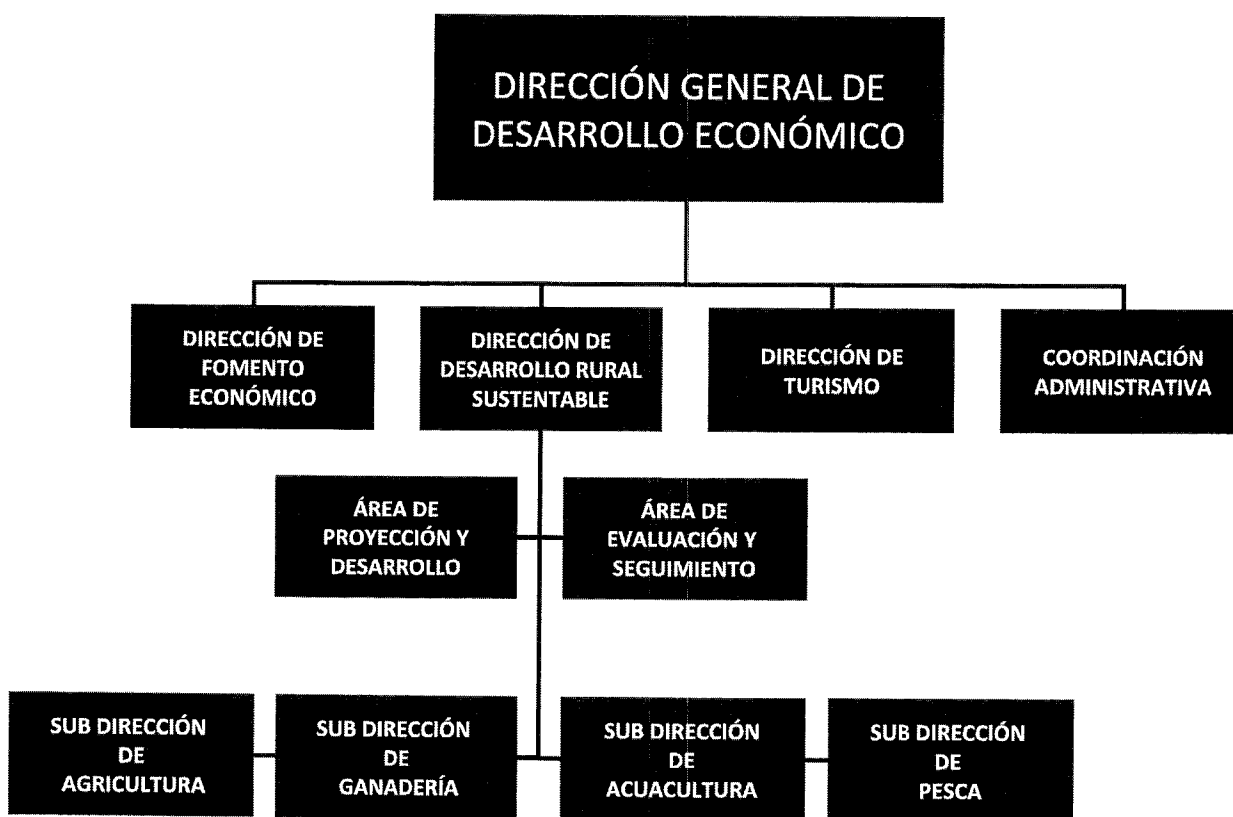 DIRECCIÓN GENERAL DE
DESARROLLO ECONÓMICO
DIRECCIÓN DE
FOMENTO
ECONÓMICO
DIRECCIÓN DE
DESARROLLO RURAL
SUSTENTABLE
DIRECCIÓN DE
TURISMO
COORDINACIÓN
ADMINISTRATIVA
ÁREA DE
PROYECCIÓN Y
DESARROLLO
ÁREA DE
EVALUACIÓN Y
SEGUIMIENTO
SUB DIRECCIÓN
DE
AGRICULTURA
SUB DIRECCIÓN
DE
GANADERÍA
SUB DIRECCIÓN
DE
ACUACULTURA
SUB DIRECCIÓN
DE
PESCA